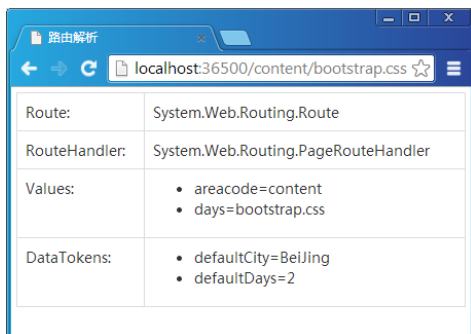 路由解析
localhost:36500/content/bootstrap.css
Route: System.Web.Routing.Route
RouteHandler: System.Web.Routing.PageRouteHandler
Values: • areacode=content
• days=bootstrap.css
DataTokens: • defaultCity=BeiJing
• defaultDays=2